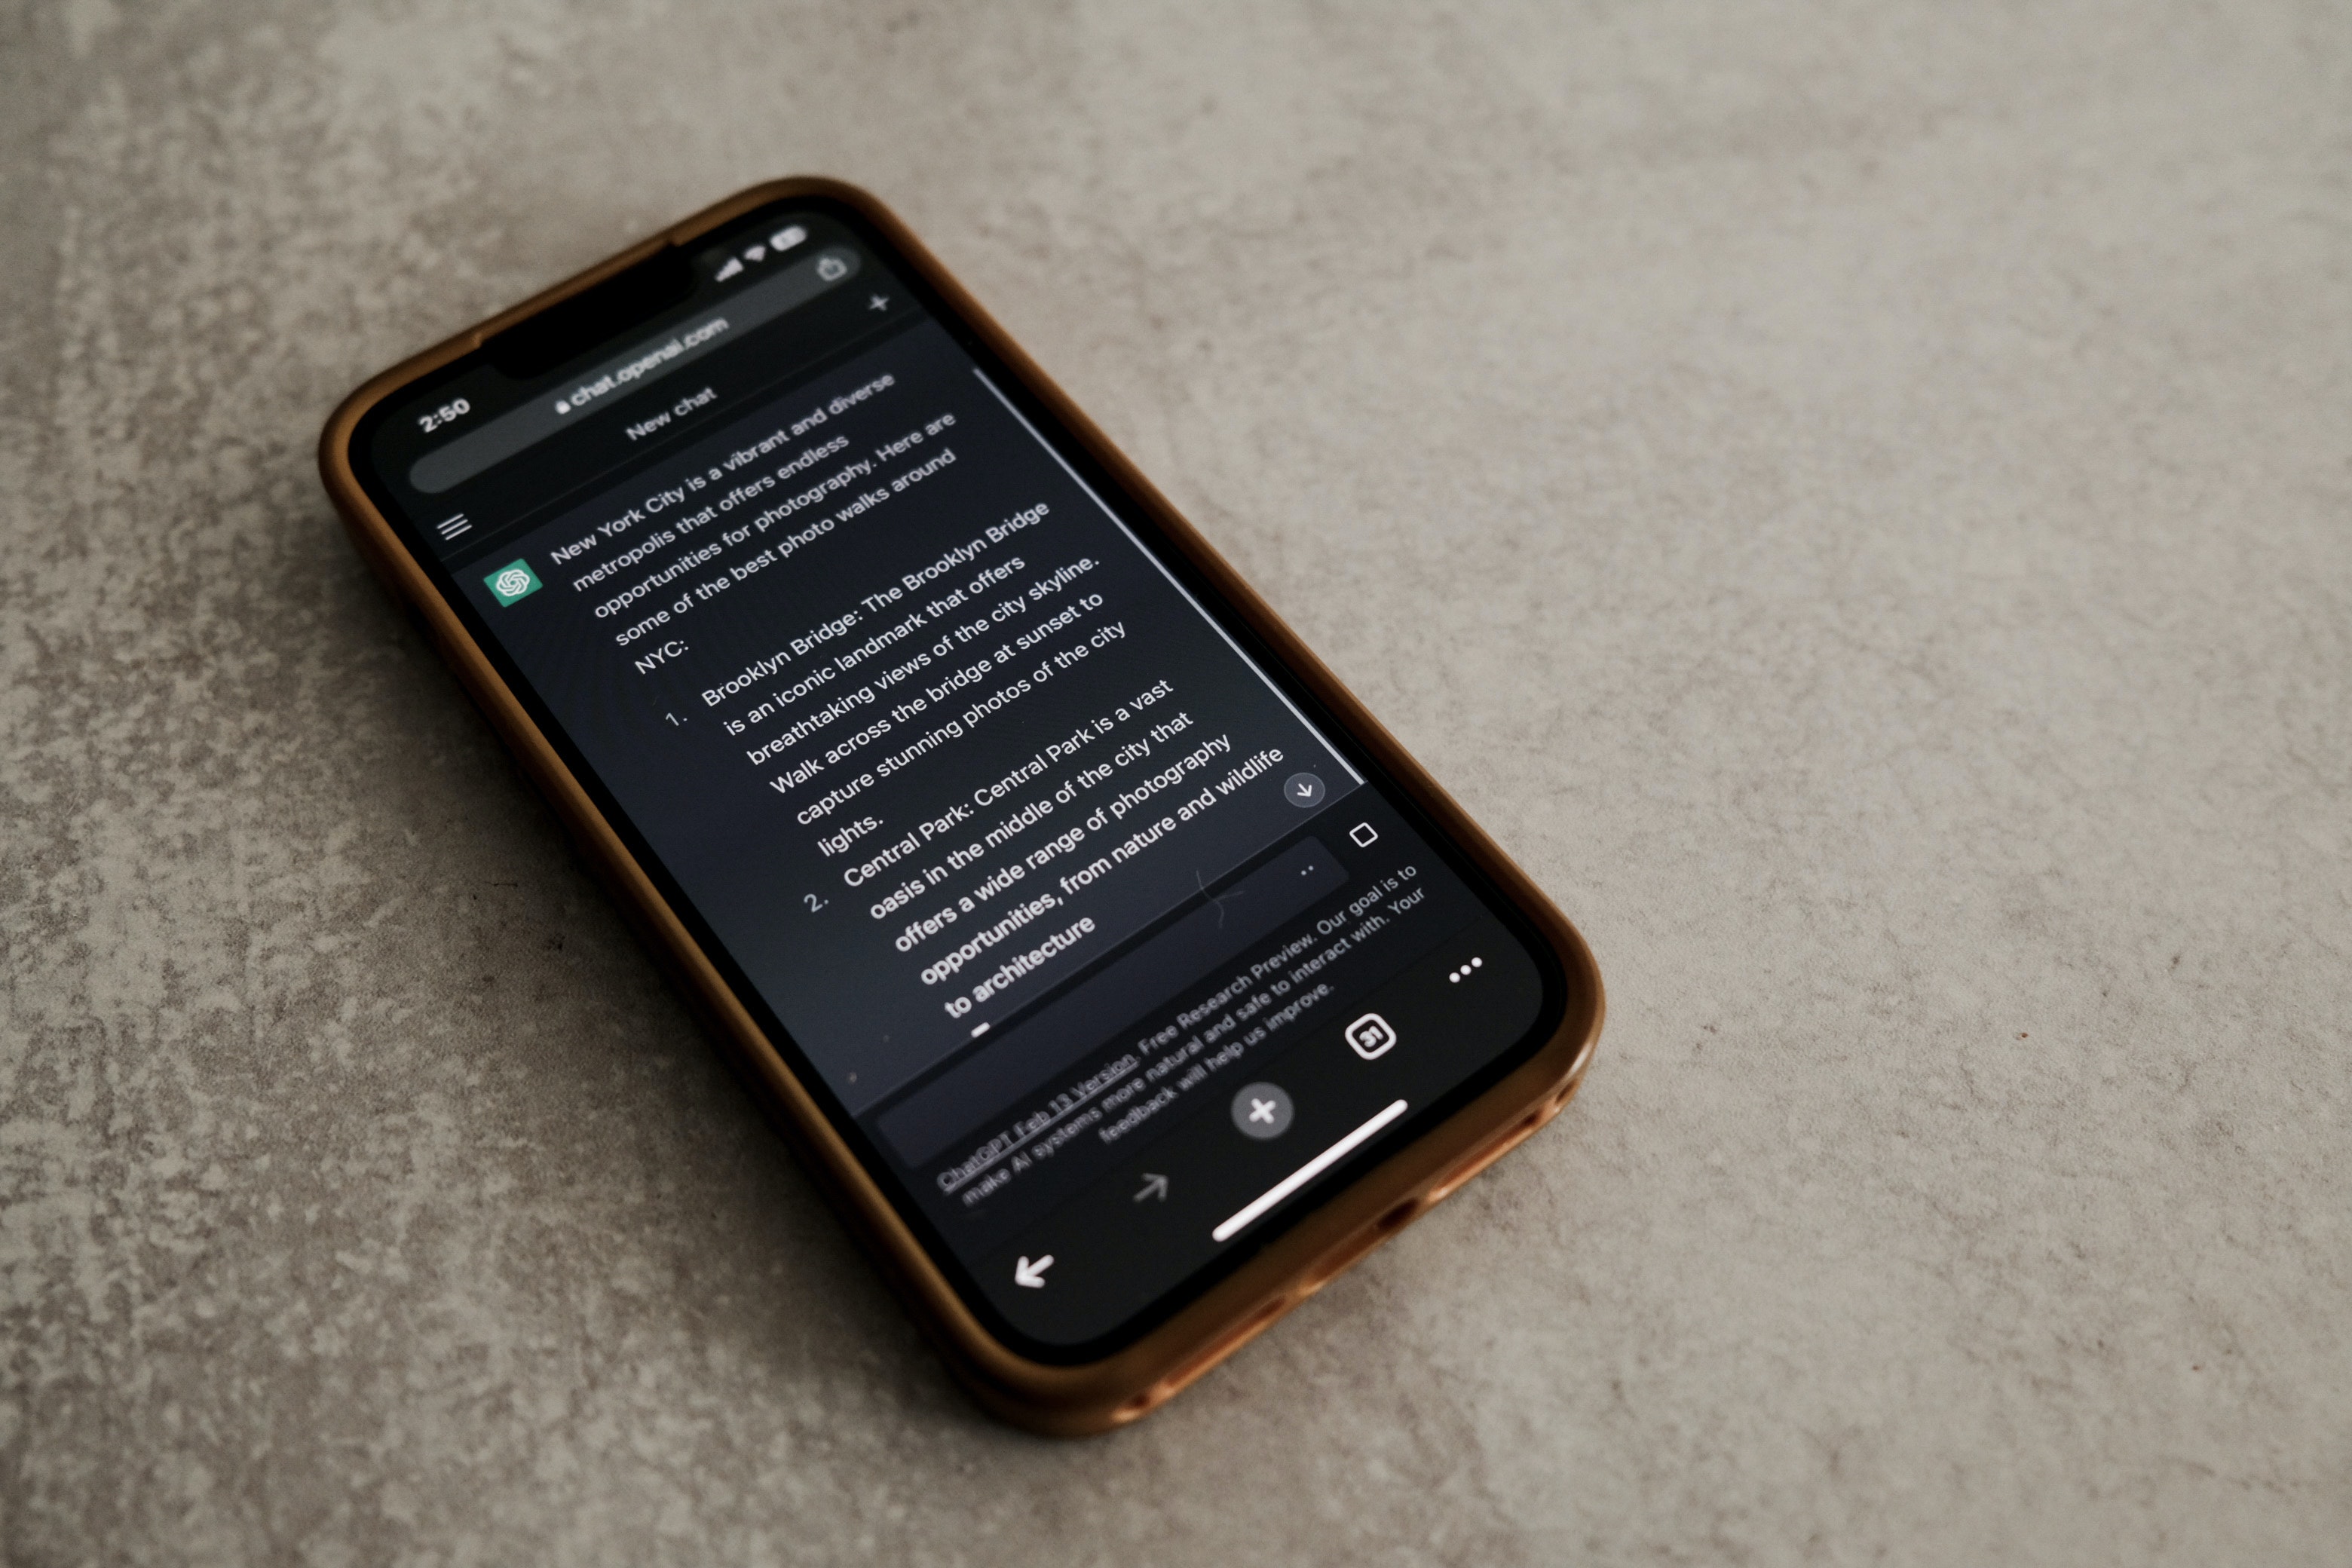 2:50
chat.openai.com
New chat
New York City is a vibrant and diverse
metropolis that offers endless
opportunities for photography. Here are
some of the best photo walks around
NYC:
1. Brooklyn Bridge: The Brooklyn Bridge
is an iconic landmark that offers
breathtaking views of the city skyline.
Walk across the bridge at sunset to
capture stunning photos of the city
lights.
2. Central Park: Central Park is a vast
oasis in the middle of the city that
offers a wide range of photography
opportunities, from nature and wildlife
to architecture
ChatGPT Feb 13 Version. Free Research Preview. Our goal is to
make AI systems more natural and safe to interact with. Your
feedback will help us improve.
31